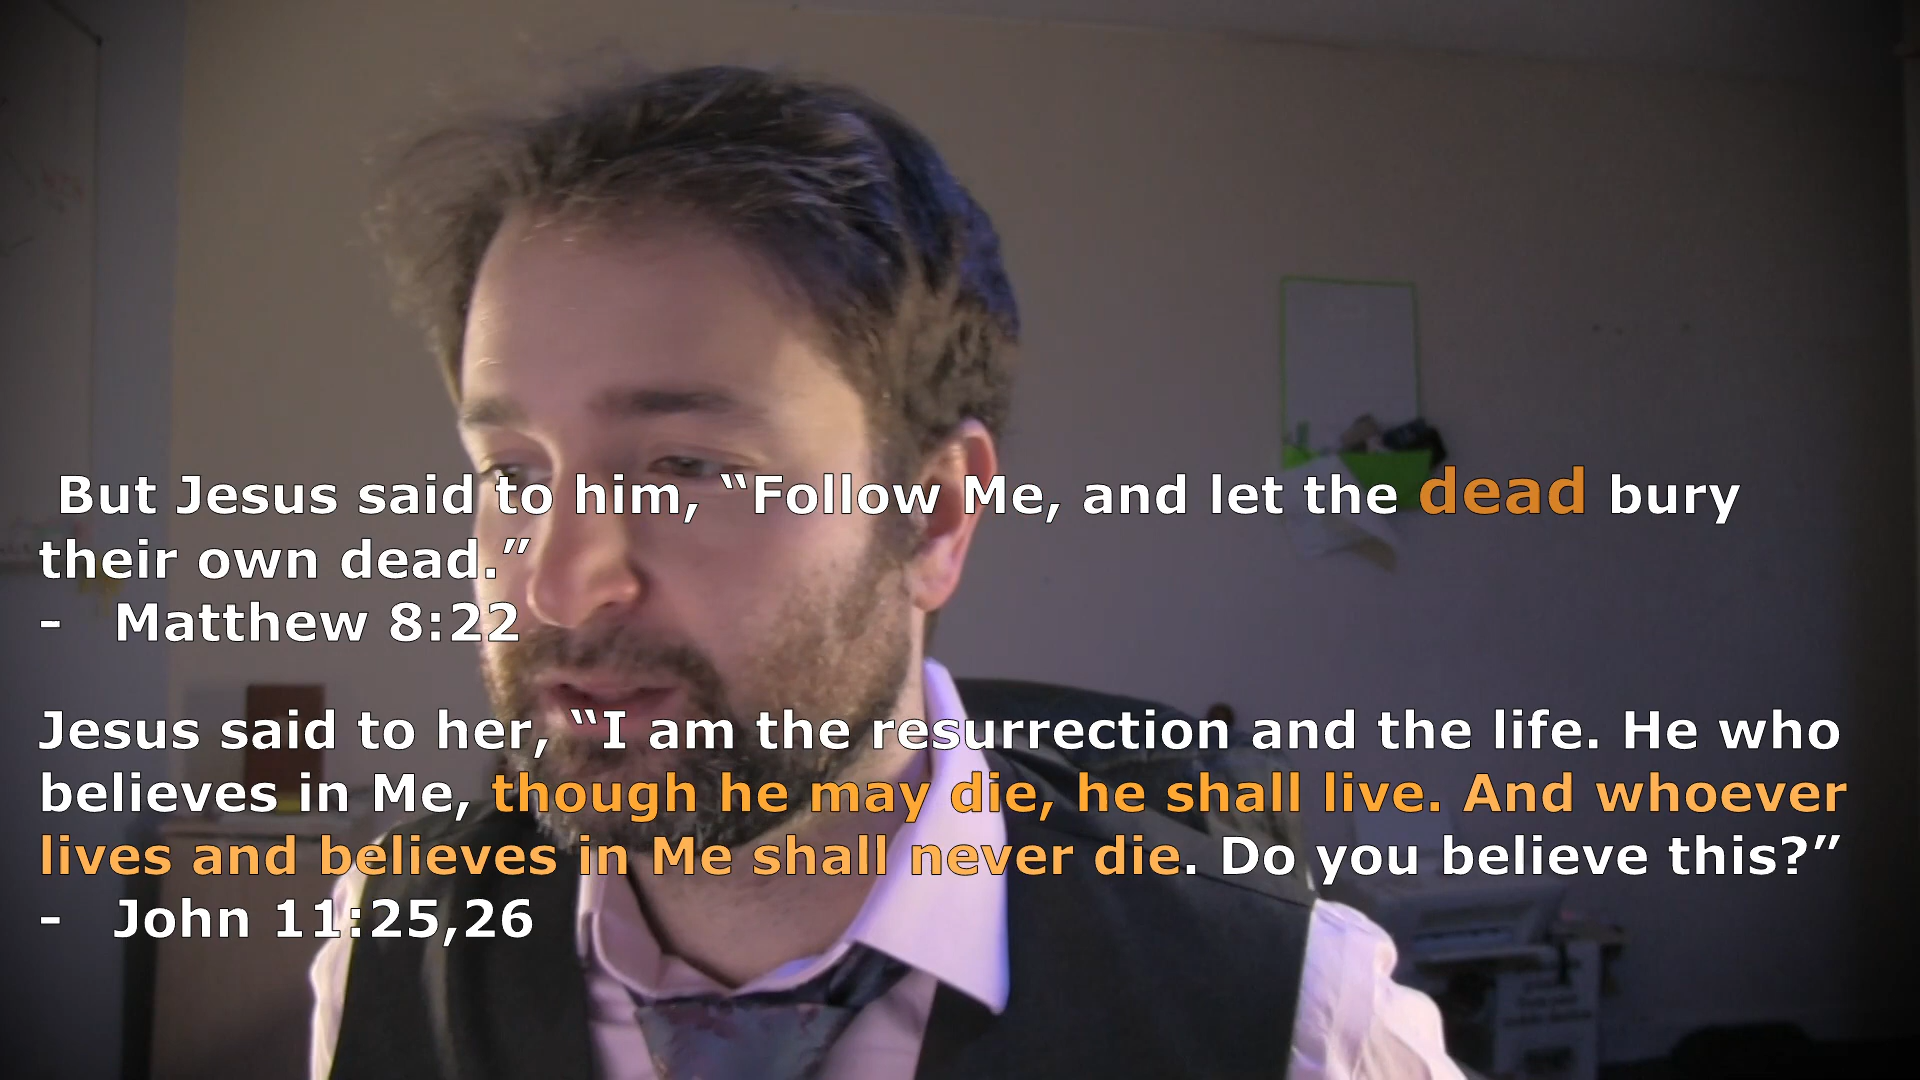 But Jesus said to him, “Follow Me, and let the dead bury
their own dead.”
- Matthew 8:22
Jesus said to her, “I am the resurrection and the life. He who
believes in Me, though he may die, he shall live. And whoever
lives and believes in Me shall never die. Do you believe this?”
- John 11:25,26